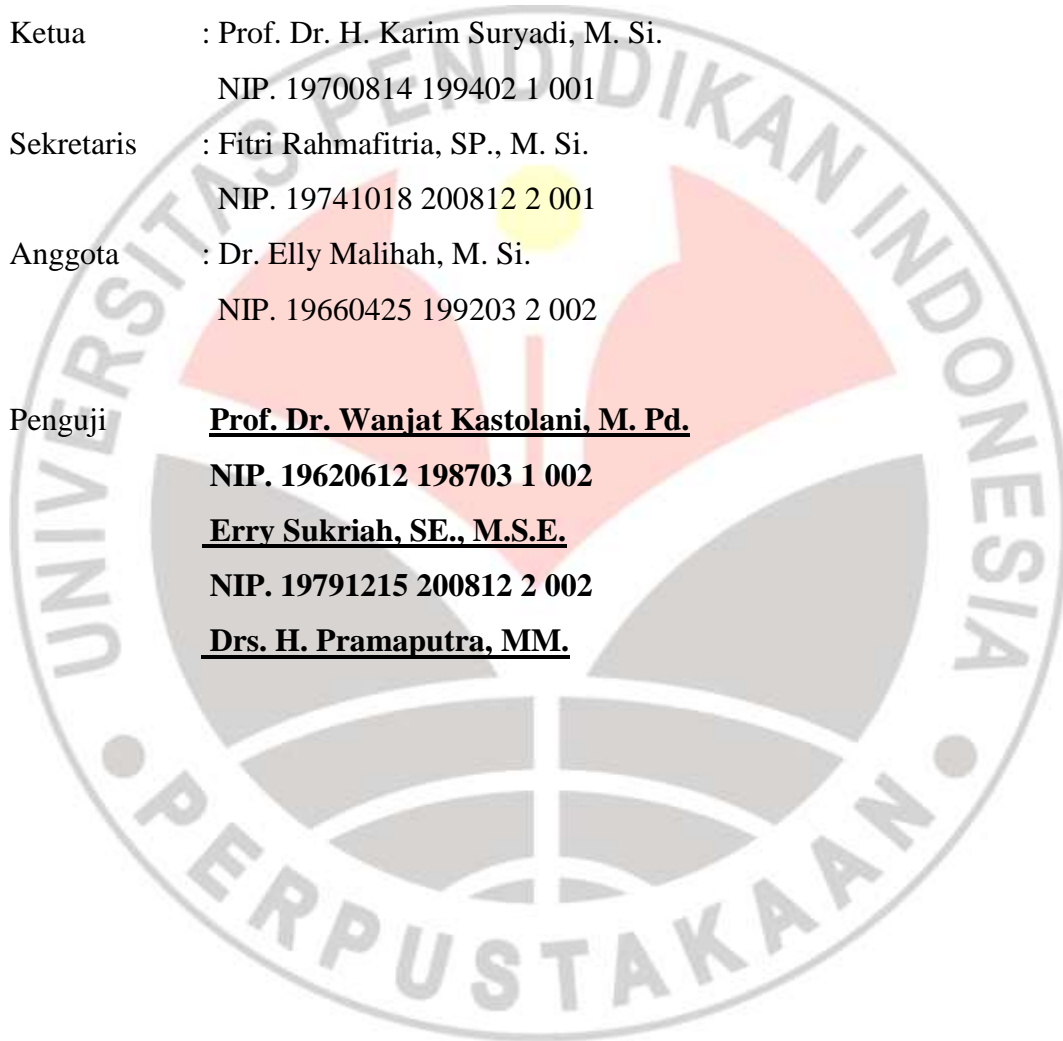 Ketua : Prof. Dr. H. Karim Suryadi, M. Si.
NIP. 19700814 199402 1 001
Sekretaris : Fitri Rahmafitria, SP., M. Si.
NIP. 19741018 200812 2 001
Anggota : Dr. Elly Malihah, M. Si.
NIP. 19660425 199203 2 002
Penguji Prof. Dr. Wanjat Kastolani, M. Pd.
NIP. 19620612 198703 1 002
Erry Sukriah, SE., M.S.E.
NIP. 19791215 200812 2 002
Drs. H. Pramaputra, MM.
UNIVERSITAS PENDIDIKAN INDONESIA
PERPUSTAKAAN